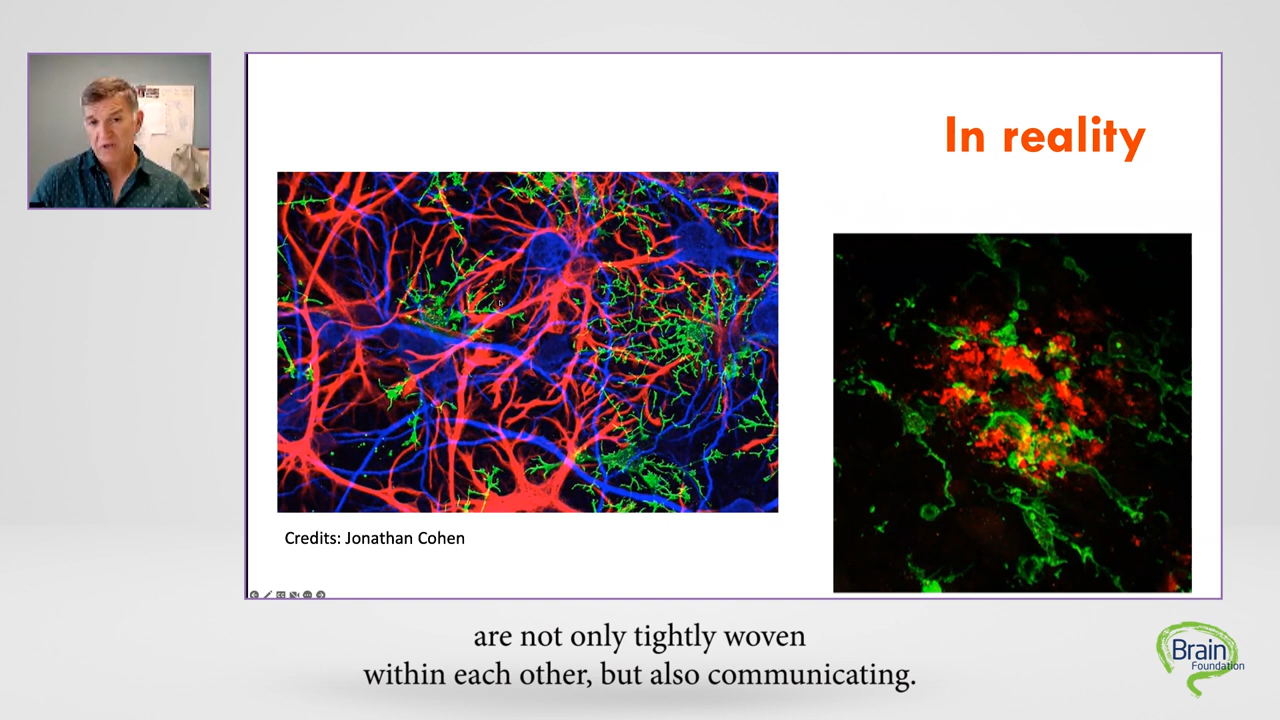 In reality
Credits: Jonathan Cohen
are not only tightly woven
within each other, but also communicating.
Brain
Foundation